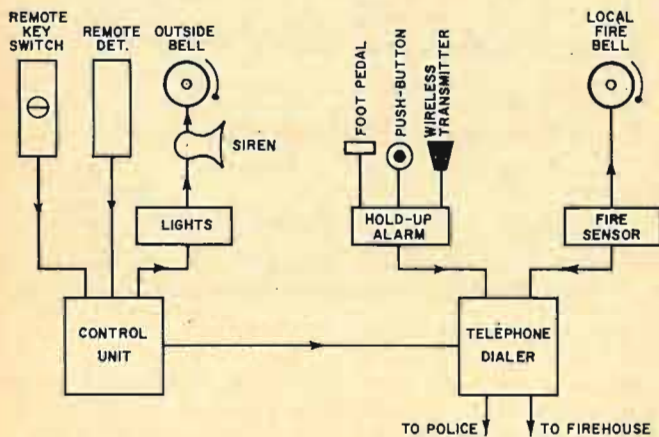 REMOTE
KEY
SWITCH
REMOTE
DET.
OUTSIDE
BELL
SIREN
LIGHTS
CONTROL
UNIT
FOOT PEDAL
PUSH-BUTTON
WIRELESS
TRANSMITTER
HOLD-UP
ALARM
LOCAL
FIRE
BELL
FIRE
SENSOR
TELEPHONE
DIALER
TO POLICE
TO FIREHOUSE